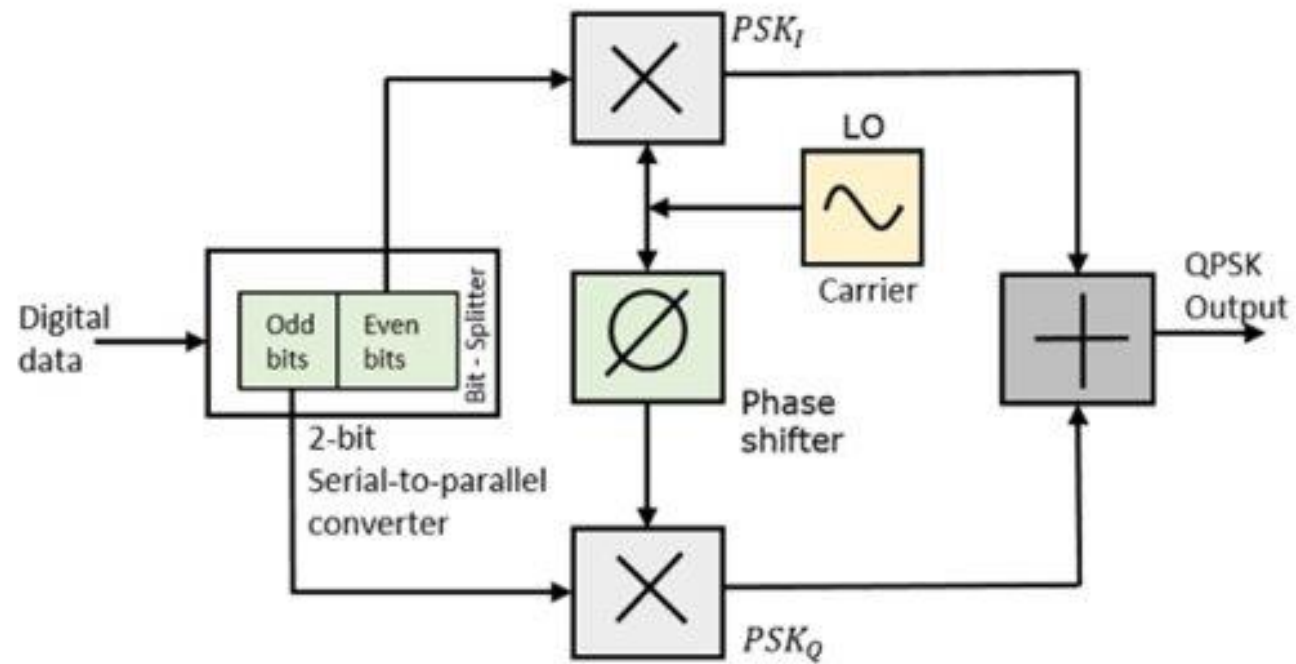 PSK_I
LO
Carrier
Digital
data
Odd
bits
Even
bits
Bit - Splitter
2-bit
Serial-to-parallel
converter
Phase
shifter
QPSK
Output
PSK_Q